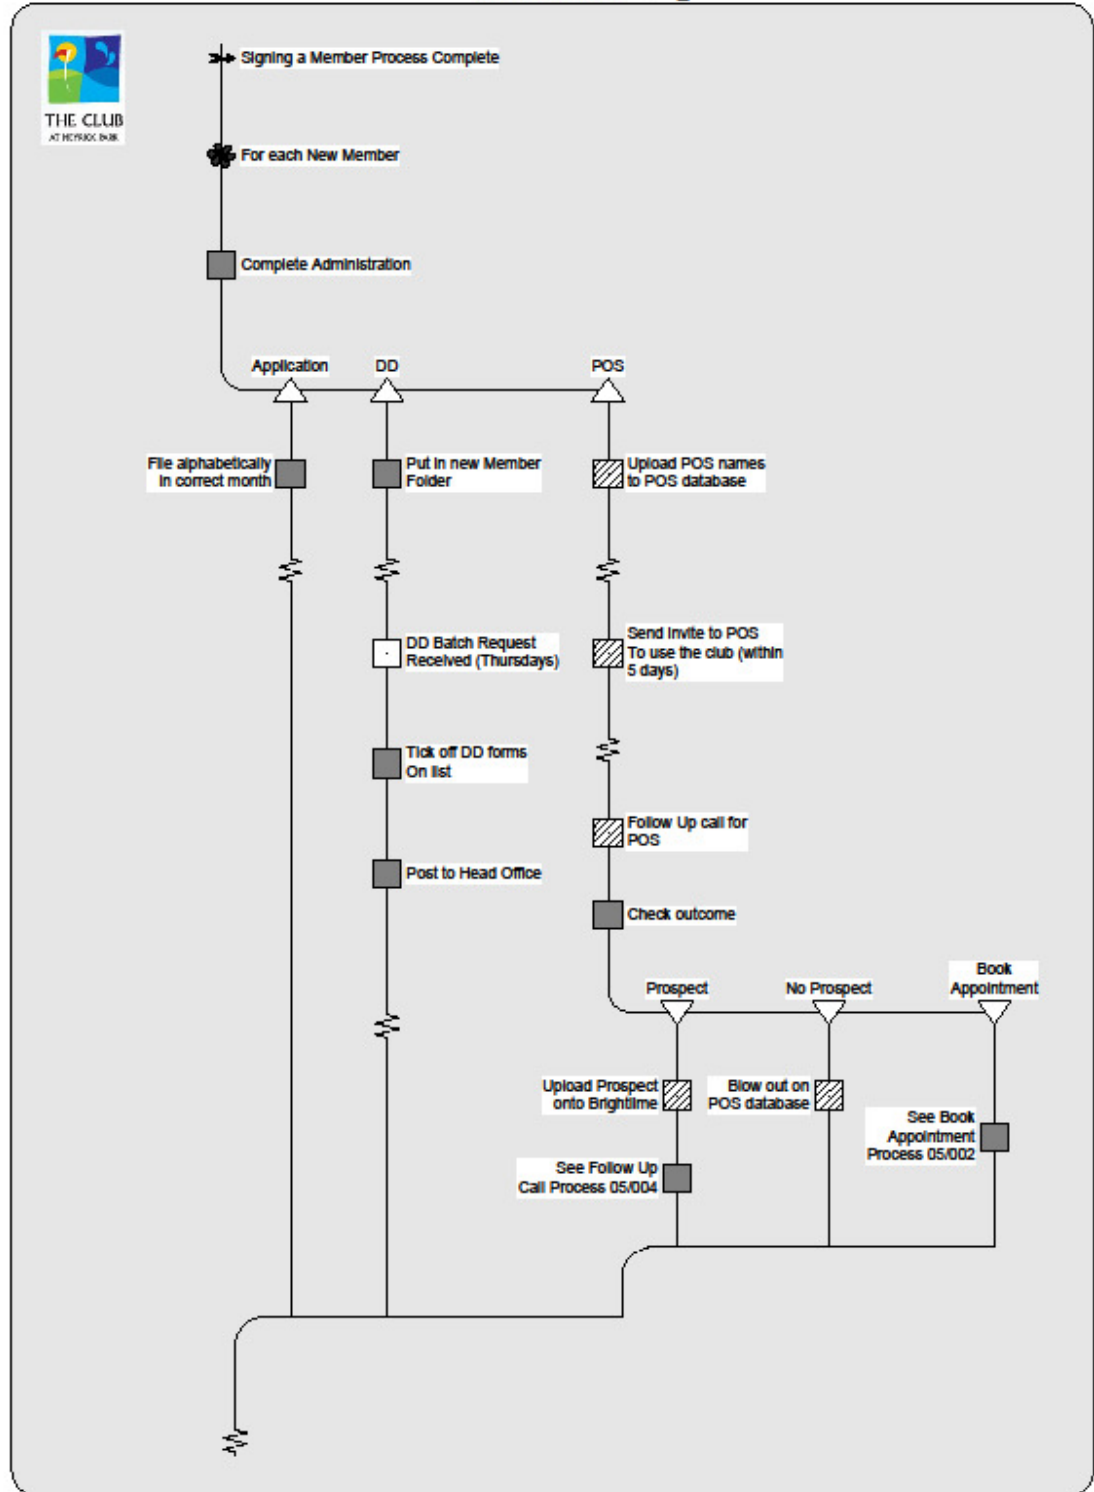 THE CLUB
AT MEYRICK PARK
Signing a Member Process Complete
For each New Member
Complete Administration
Application
DD
POS
File alphabetically
in correct month
Put in new Member
Folder
Upload POS names
to POS database
DD Batch Request
Received (Thursdays)
Send invite to POS
To use the club (within
5 days)
Tick off DD forms
On list
Follow Up call for
POS
Post to Head Office
Check outcome
Prospect
No Prospect
Book
Appointment
Upload Prospect
onto Brightlime
Blow out on
POS database
See Book
Appointment
Process 05/002
See Follow Up
Call Process 05/004